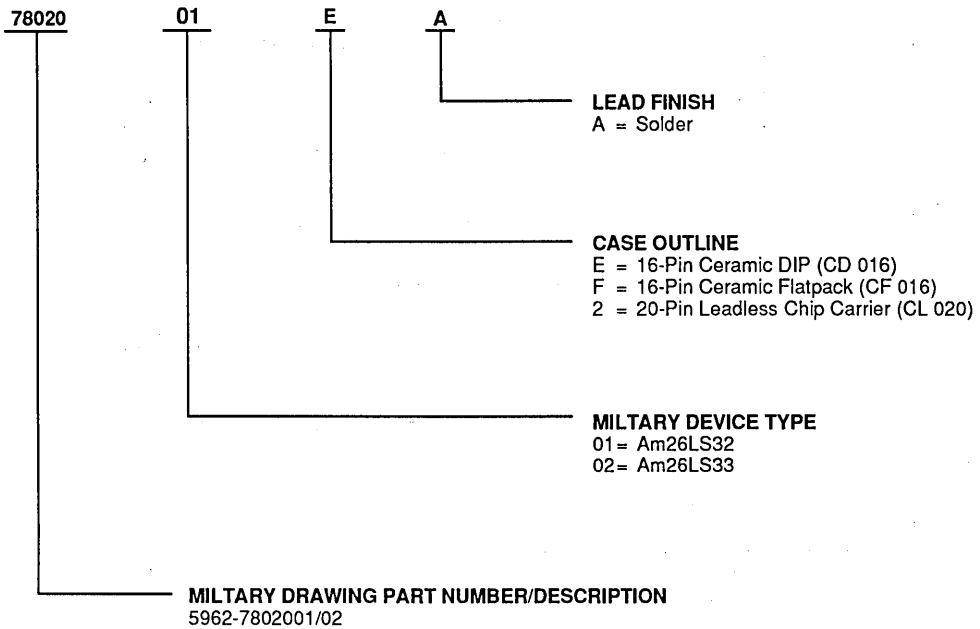 78020 01 E A
LEAD FINISH
A = Solder
CASE OUTLINE
E = 16-Pin Ceramic DIP (CD 016)
F = 16-Pin Ceramic Flatpack (CF 016)
2 = 20-Pin Leadless Chip Carrier (CL 020)
MILTARY DEVICE TYPE
01= Am26LS32
02= Am26LS33
MILTARY DRAWING PART NUMBER/DESCRIPTION
5962-7802001/02